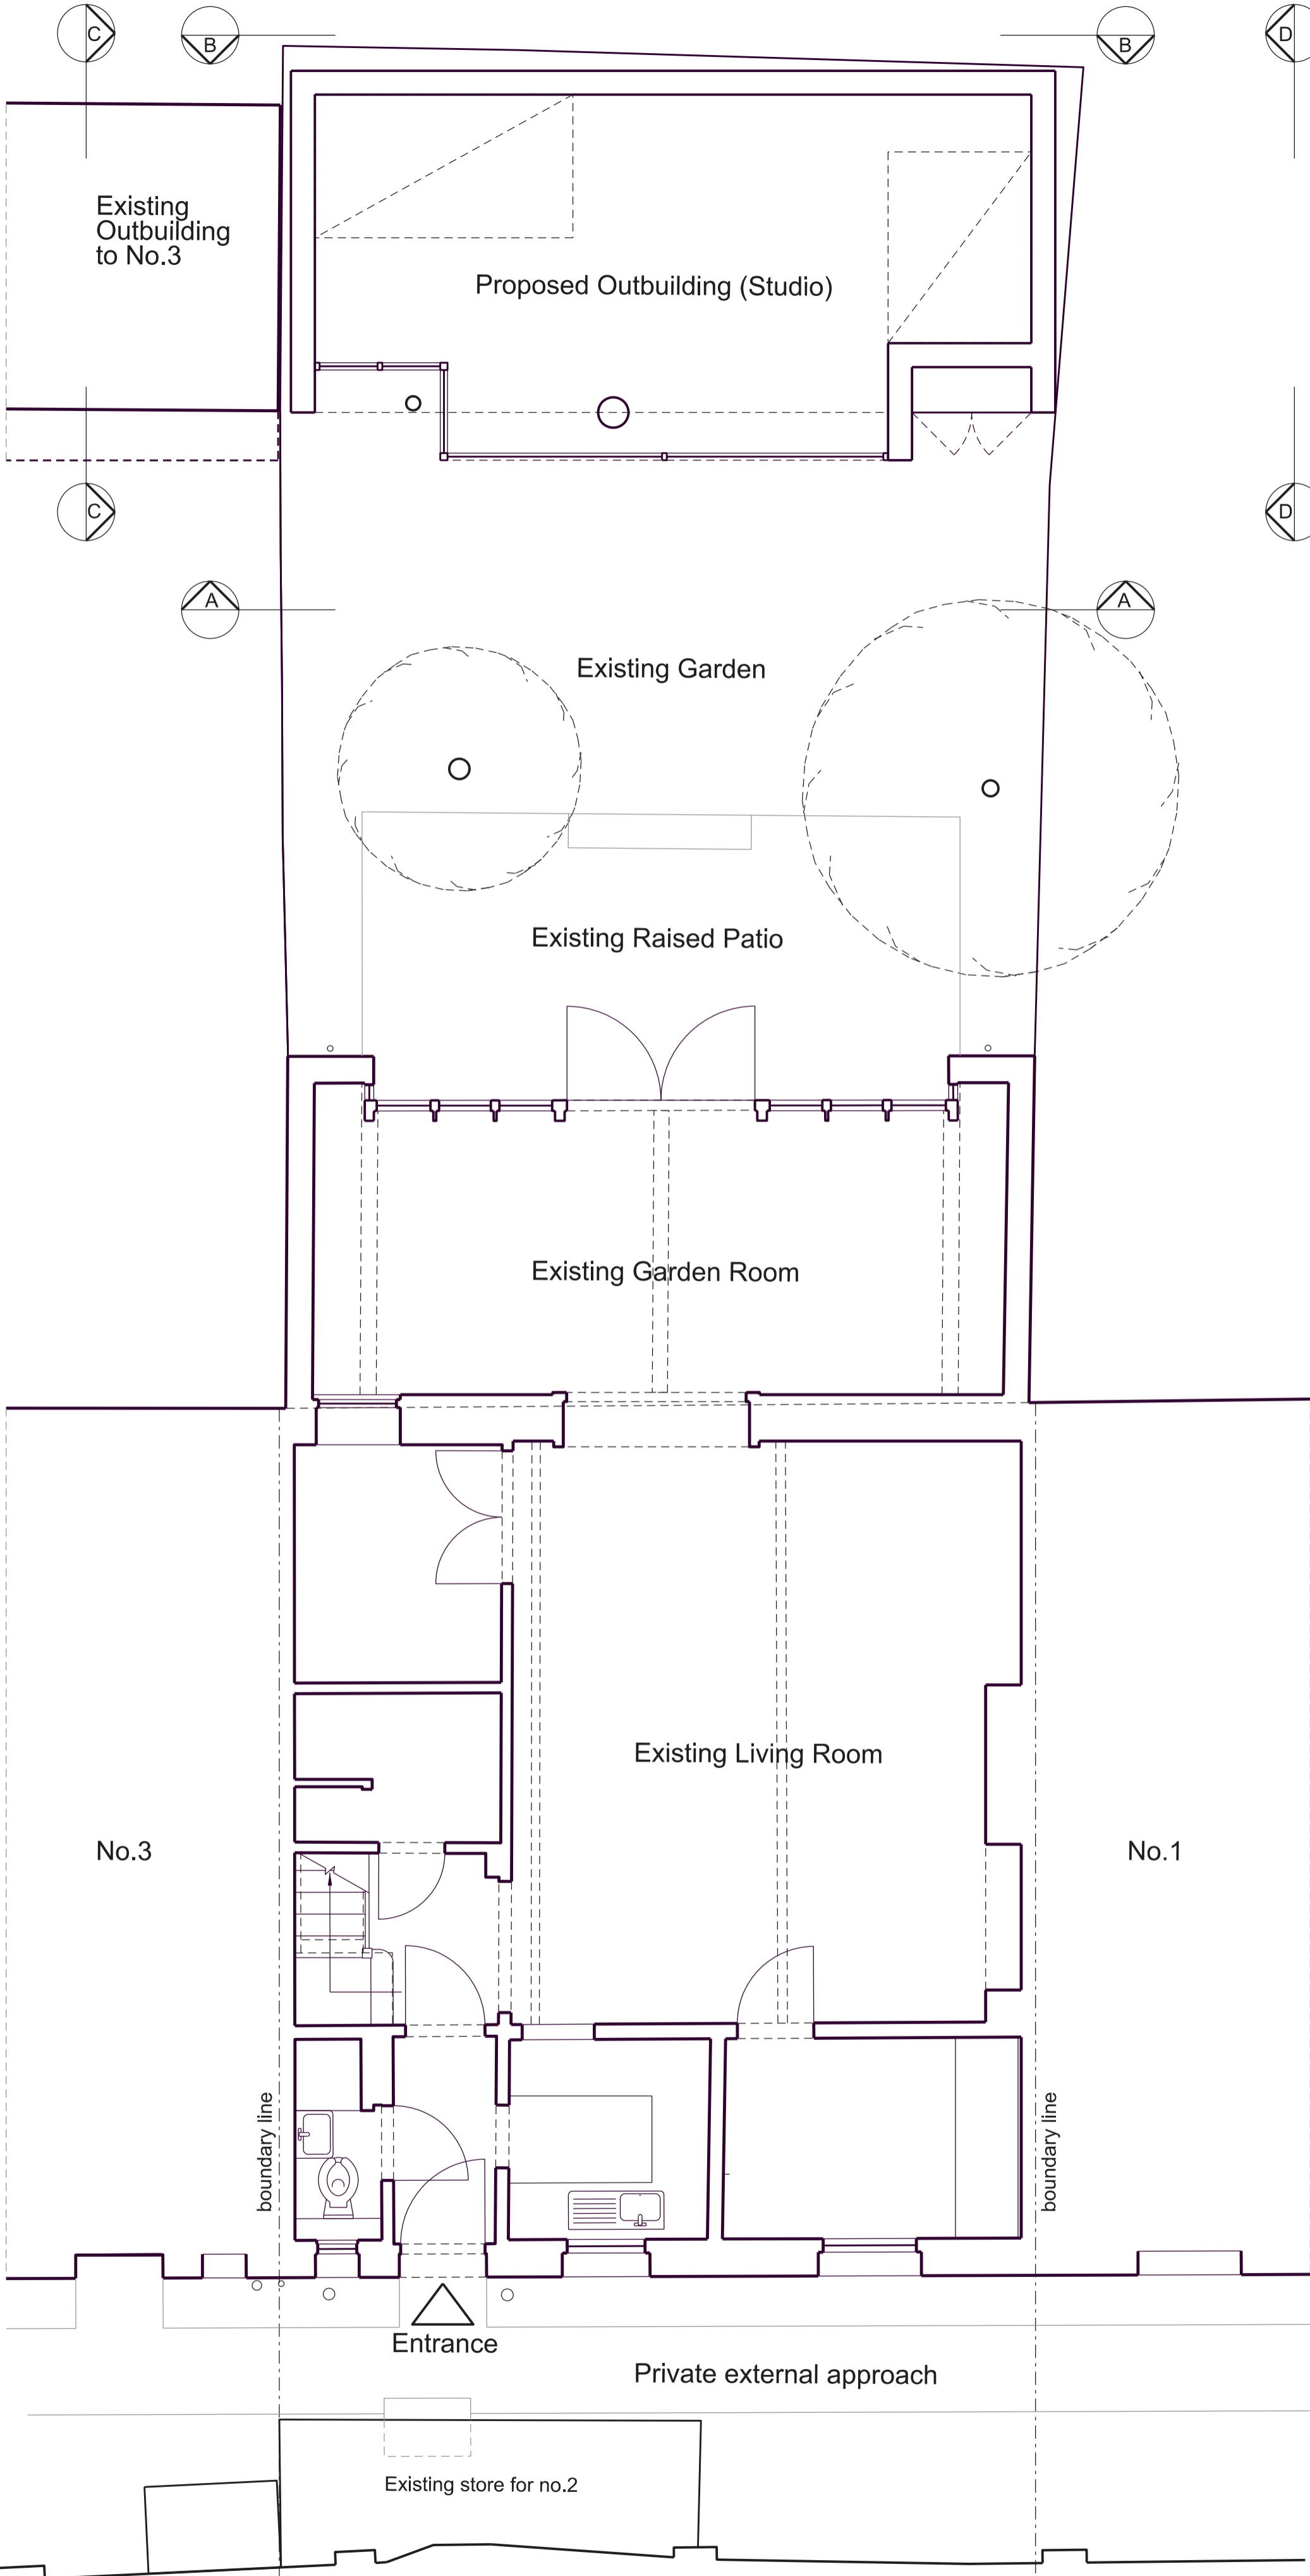 C
B
B
D
Existing
Outbuilding
to No.3
Proposed Outbuilding (Studio)
C
D
A
A
Existing Garden
Existing Raised Patio
Existing Garden Room
Existing Living Room
No.3
No.1
boundary line
boundary line
Entrance
Private external approach
Existing store for no.2